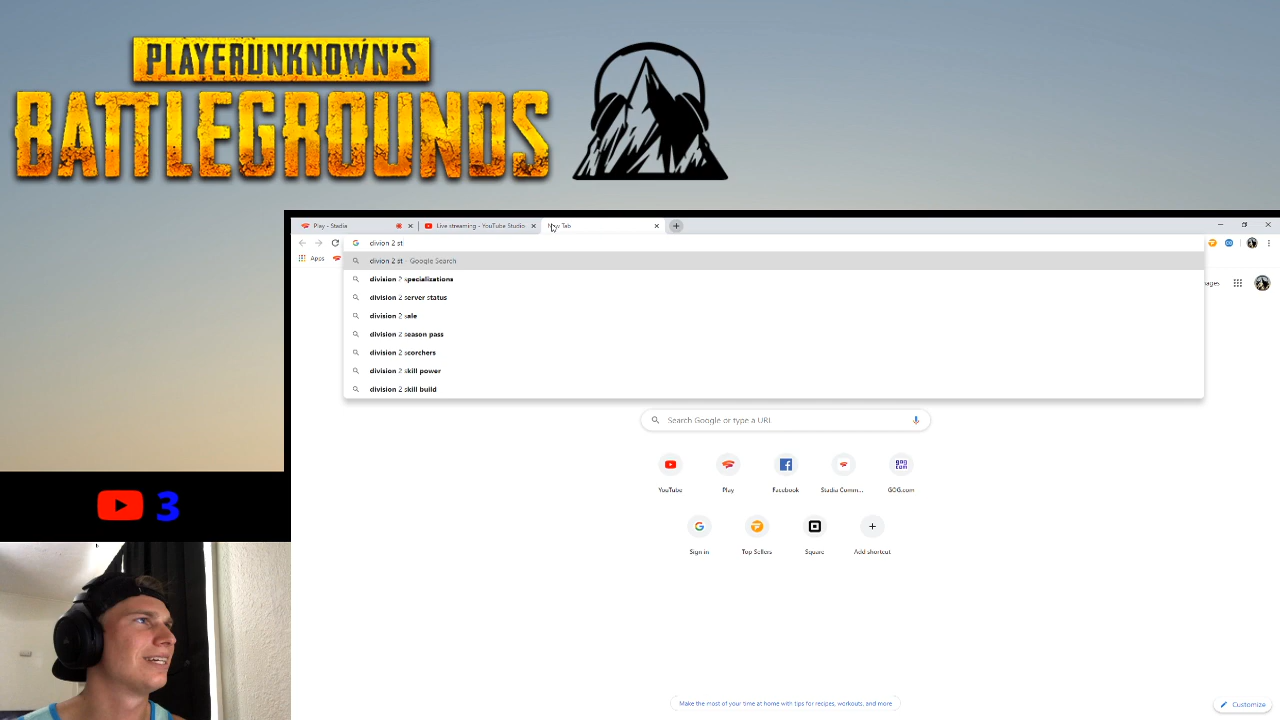 PLAYERUNKNOWN'S
BATTLEGROUNDS
Play - Stadia
Live streaming - YouTube Studio
New Tab
divion 2 st
Apps
divion 2 st - Google Search
division 2 specializations
division 2 server status
division 2 sale
division 2 season pass
division 2 scorchers
division 2 skill power
division 2 skill build
ages
Search Google or type a URL
YouTube
Play
Facebook
Stadia Comm...
GOG.com
Sign in
Top Sellers
Square
Add shortcut
3
Make the most of your time at home with tips for recipes, workouts, and more
Customize